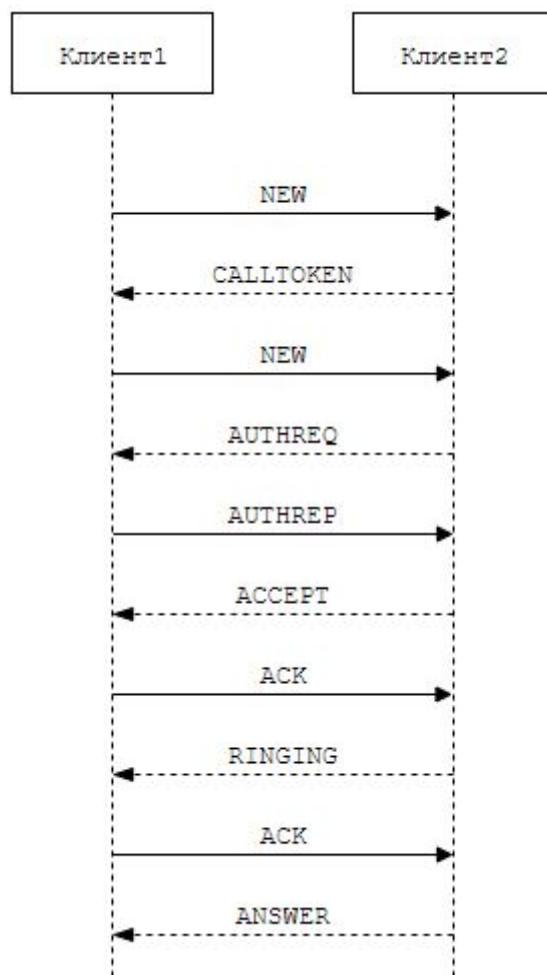 Клиент1
Клиент2
NEW
CALLTOKEN
NEW
AUTHREQ
AUTHREP
ACCEPT
ACK
RINGING
ACK
ANSWER